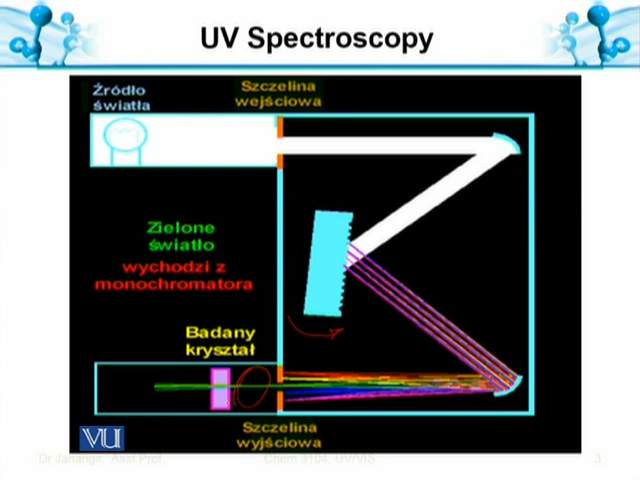 UV Spectroscopy
Źródło
światła
Szczelina
wejściowa
Zielone
światło
wychodzi z
monochromatora
Badany
kryształ
Szczelina
wyjściowa
VU
Dr Jahangir, Asst Prof
Chem 3104, UV/VIS
3